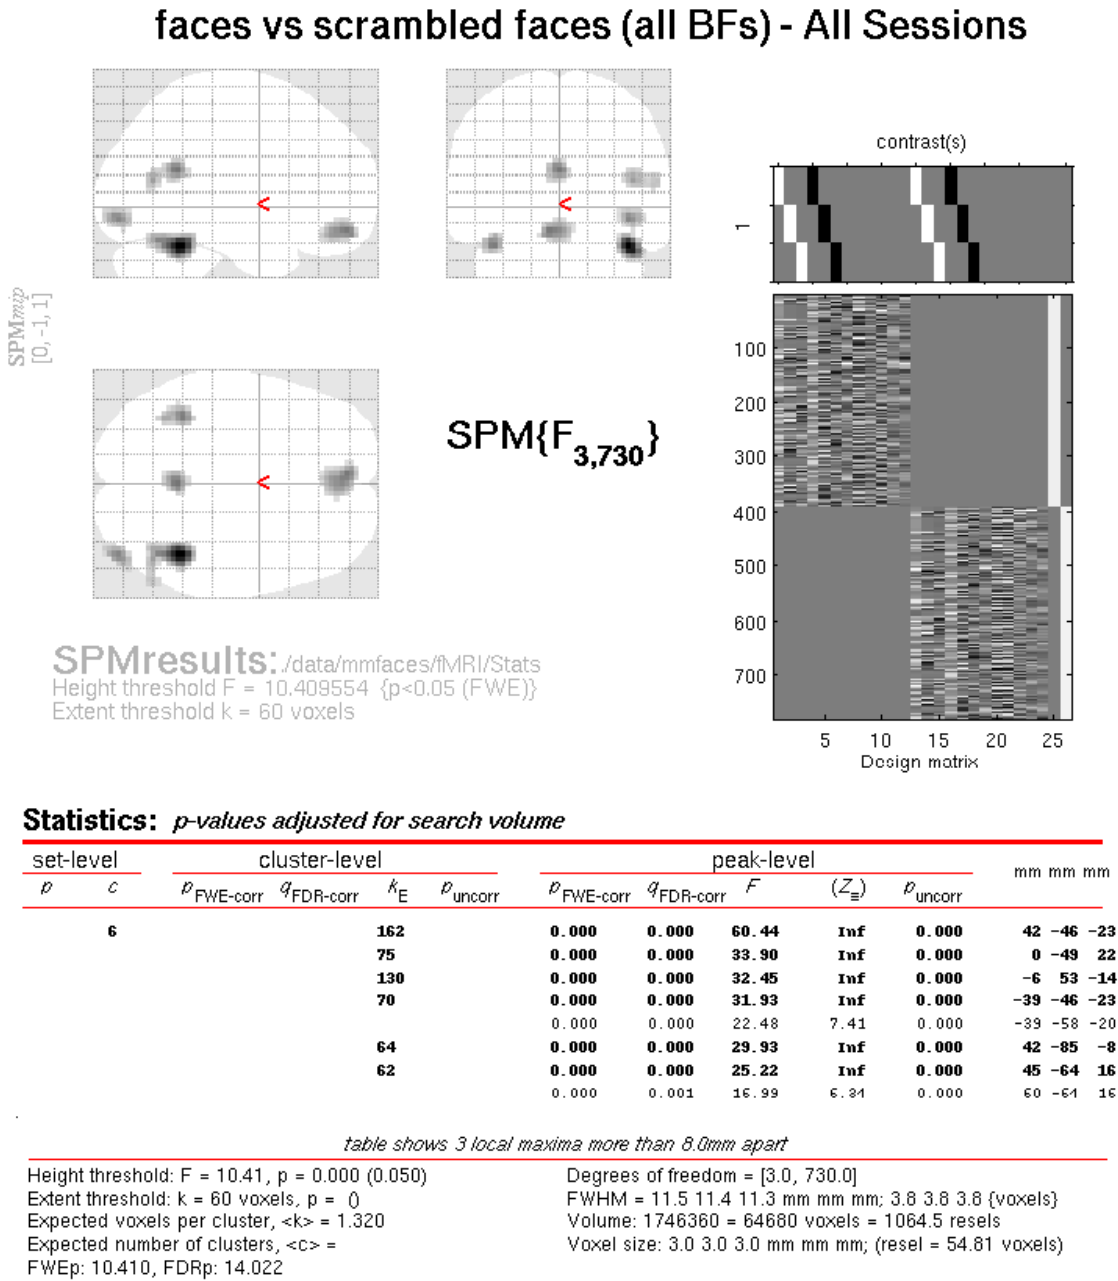 faces vs scrambled faces (all BFs) - All Sessions
contrast(s)
1
SPMmip
[0, -1, 1]
<
<
<
SPM{F3,730}
100
200
300
400
500
600
700
5 10 15 20 25
Design matrix
SPMresults: ./data/mmfaces/fMRI/Stats
Height threshold F = 10.409554 {p<0.05 (FWE)}
Extent threshold k = 60 voxels
Statistics: p-values adjusted for search volume
set-level cluster-level peak-level mm mm mm
p c pFWE-corr qFDR-corr kE puncorr pFWE-corr qFDR-corr F (Z≡) puncorr
6 162 0.000 0.000 60.44 Inf 0.000 42 -46 -23
75 0.000 0.000 33.90 Inf 0.000 0 -49 22
130 0.000 0.000 32.45 Inf 0.000 -6 53 -14
70 0.000 0.000 31.93 Inf 0.000 -39 -46 -23
0.000 0.000 22.48 7.41 0.000 -39 -58 -20
64 0.000 0.000 29.93 Inf 0.000 42 -85 -8
62 0.000 0.000 25.22 Inf 0.000 45 -64 16
0.000 0.001 16.99 6.34 0.000 60 -64 16
table shows 3 local maxima more than 8.0mm apart
Height threshold: F = 10.41, p = 0.000 (0.050)
Extent threshold: k = 60 voxels, p = ()
Expected voxels per cluster, <k> = 1.320
Expected number of clusters, <c> =
FWEp: 10.410, FDRp: 14.022
Degrees of freedom = [3.0, 730.0]
FWHM = 11.5 11.4 11.3 mm mm mm; 3.8 3.8 3.8 {voxels}
Volume: 1746360 = 64680 voxels = 1064.5 resels
Voxel size: 3.0 3.0 3.0 mm mm mm; (resel = 54.81 voxels)